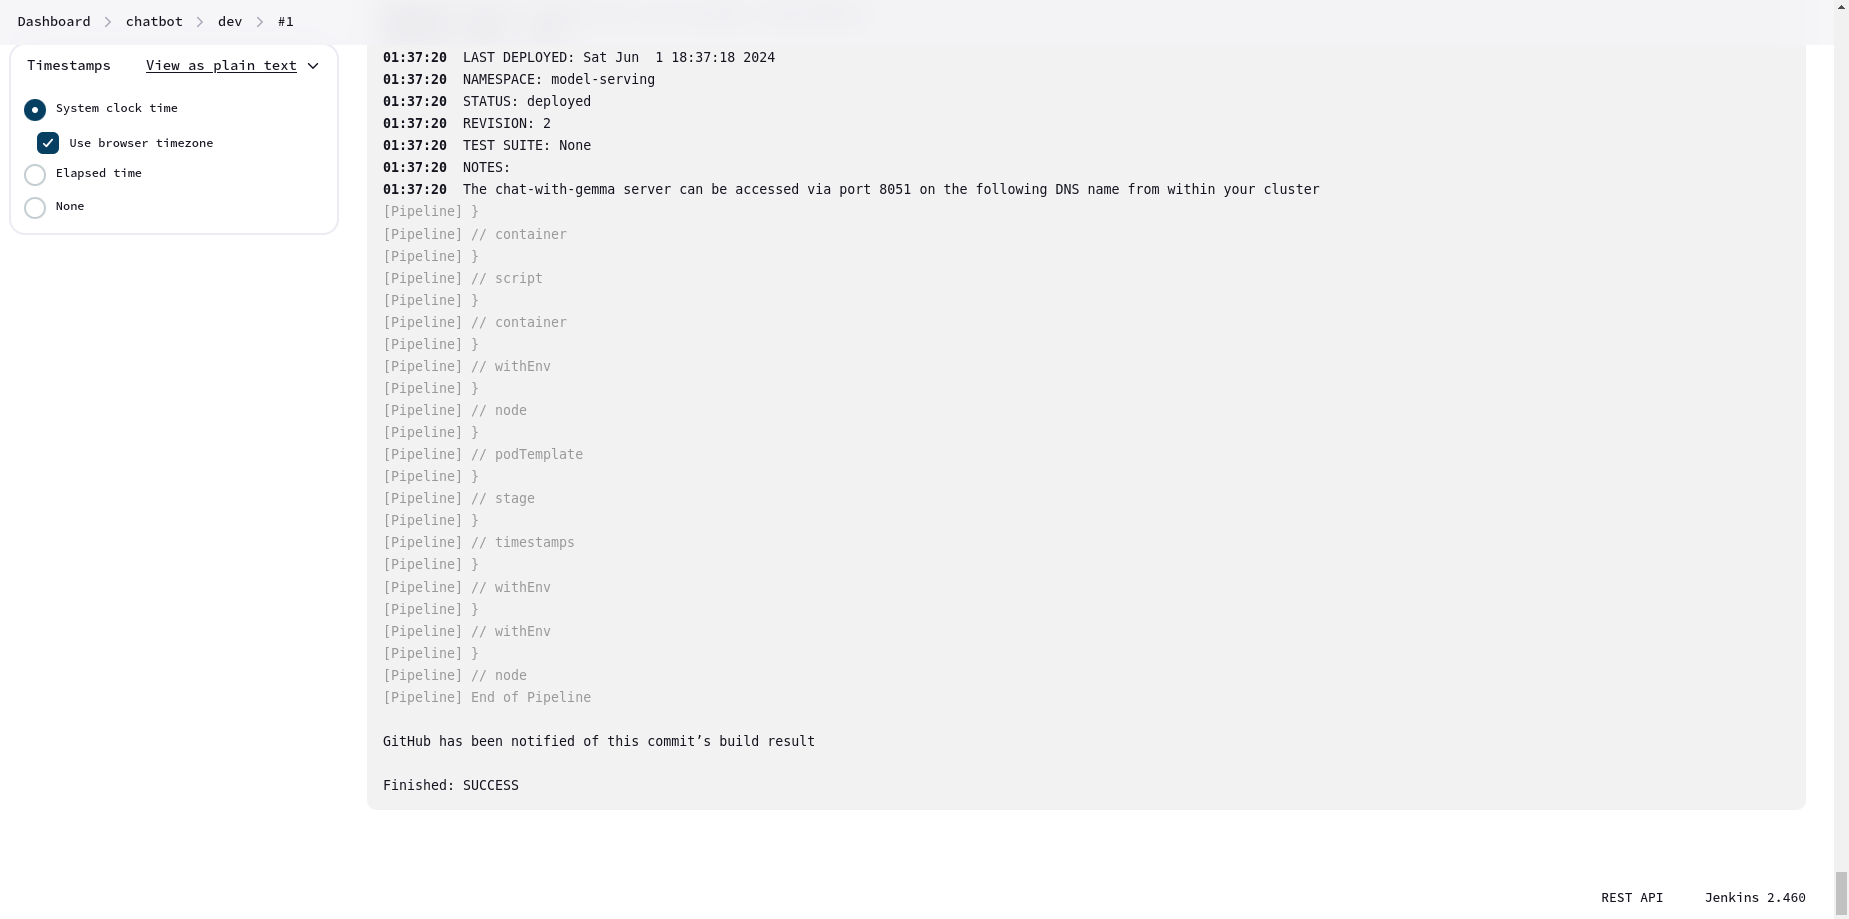 Dashboard > chatbot > dev > #1
Timestamps View as plain text
System clock time
Use browser timezone
Elapsed time
None
01:37:20 LAST DEPLOYED: Sat Jun  1 18:37:18 2024
01:37:20 NAMESPACE: model-serving
01:37:20 STATUS: deployed
01:37:20 REVISION: 2
01:37:20 TEST SUITE: None
01:37:20 NOTES:
01:37:20 The chat-with-gemma server can be accessed via port 8051 on the following DNS name from within your cluster
[Pipeline] }
[Pipeline] // container
[Pipeline] }
[Pipeline] // script
[Pipeline] }
[Pipeline] // container
[Pipeline] }
[Pipeline] // withEnv
[Pipeline] }
[Pipeline] // node
[Pipeline] }
[Pipeline] // podTemplate
[Pipeline] }
[Pipeline] // stage
[Pipeline] }
[Pipeline] // timestamps
[Pipeline] }
[Pipeline] // withEnv
[Pipeline] }
[Pipeline] // withEnv
[Pipeline] }
[Pipeline] // node
[Pipeline] End of Pipeline
GitHub has been notified of this commit’s build result
Finished: SUCCESS
REST API Jenkins 2.460